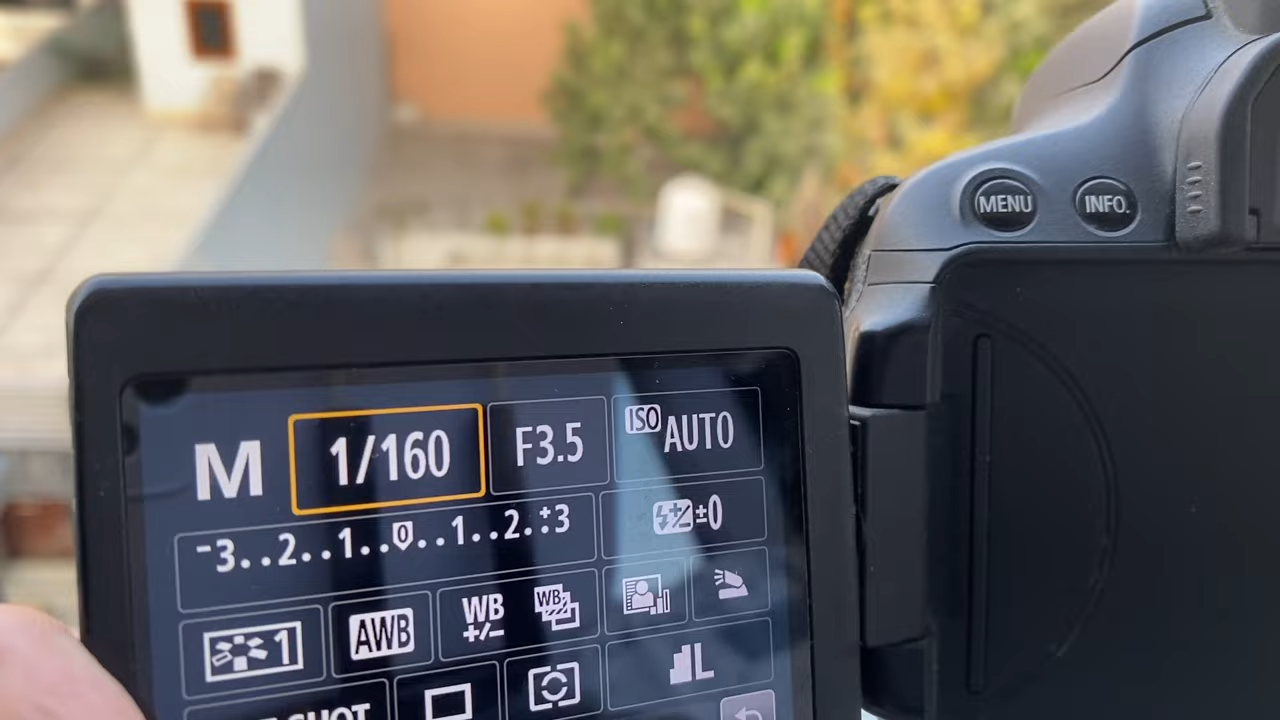 MENU INFO.
M 1/160 F3.5 ISO AUTO
-3..2..1..0..1..2.:+3 ±0
1 AWB WB +/- WB
L
SHOT